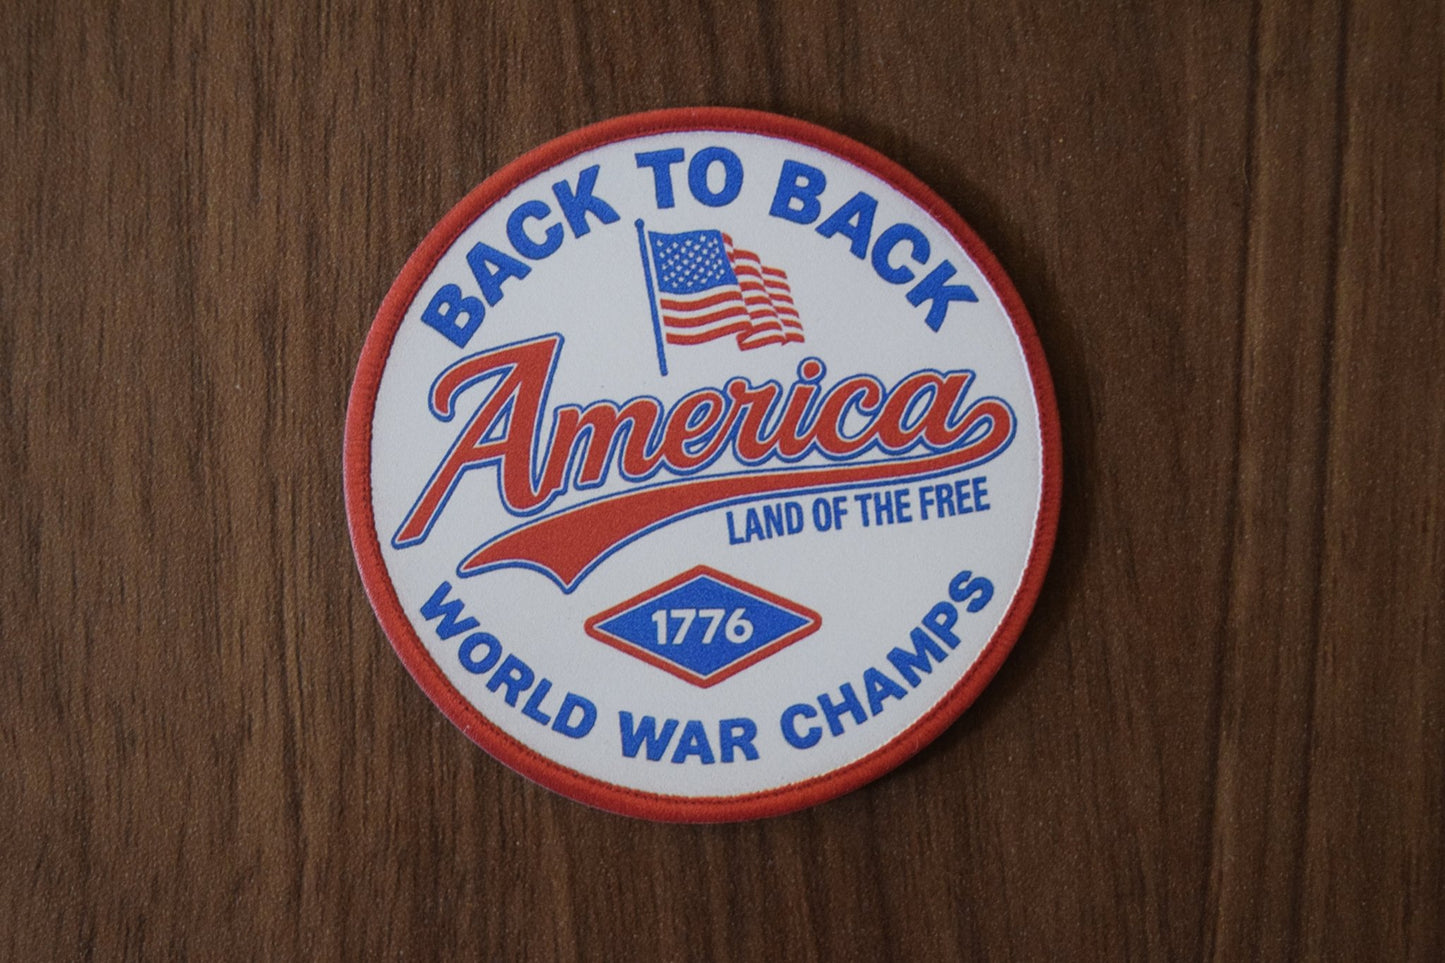 BACK TO BACK
America
LAND OF THE FREE
1776
WORLD WAR CHAMPS